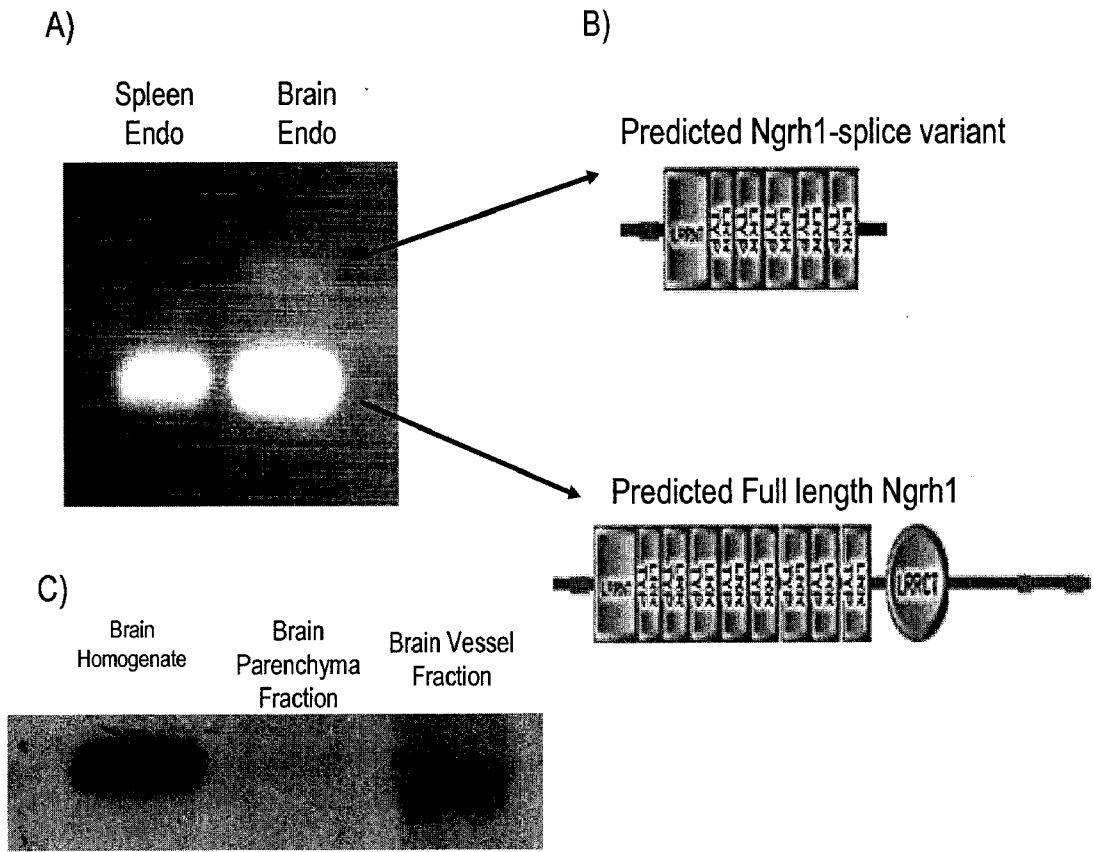 A)
B)
Spleen
Endo
Brain
Endo
Predicted Ngrh1-splice variant
Predicted Full length Ngrh1
LRRCT
C)
Brain
Homogenate
Brain
Parenchyma
Fraction
Brain Vessel
Fraction